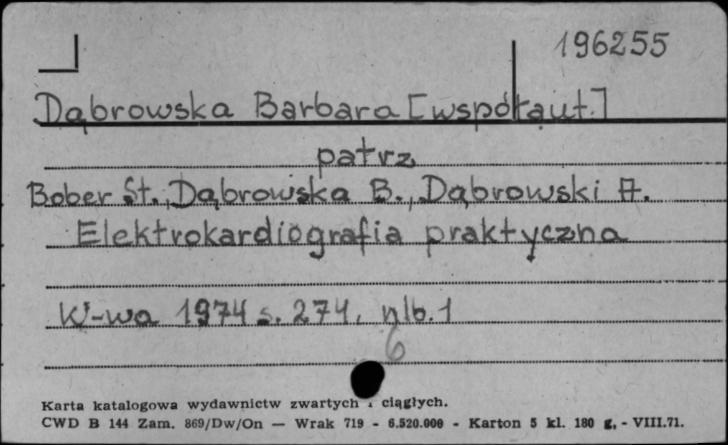 196255
Dąbrowska Barbara [współaut.]
patrz
Bober St., Dąbrowska B., Dąbrowski A.
Elektrokardiografia praktyczna
W-wa 1974 s. 274, nlb. 1
6
Karta katalogowa wydawnictw zwartych i ciągłych.
CWD B 144 Zam. 869/Dw/On — Wrak 719 - 6.520.000 - Karton 5 kl. 180 g, - VIII.71.